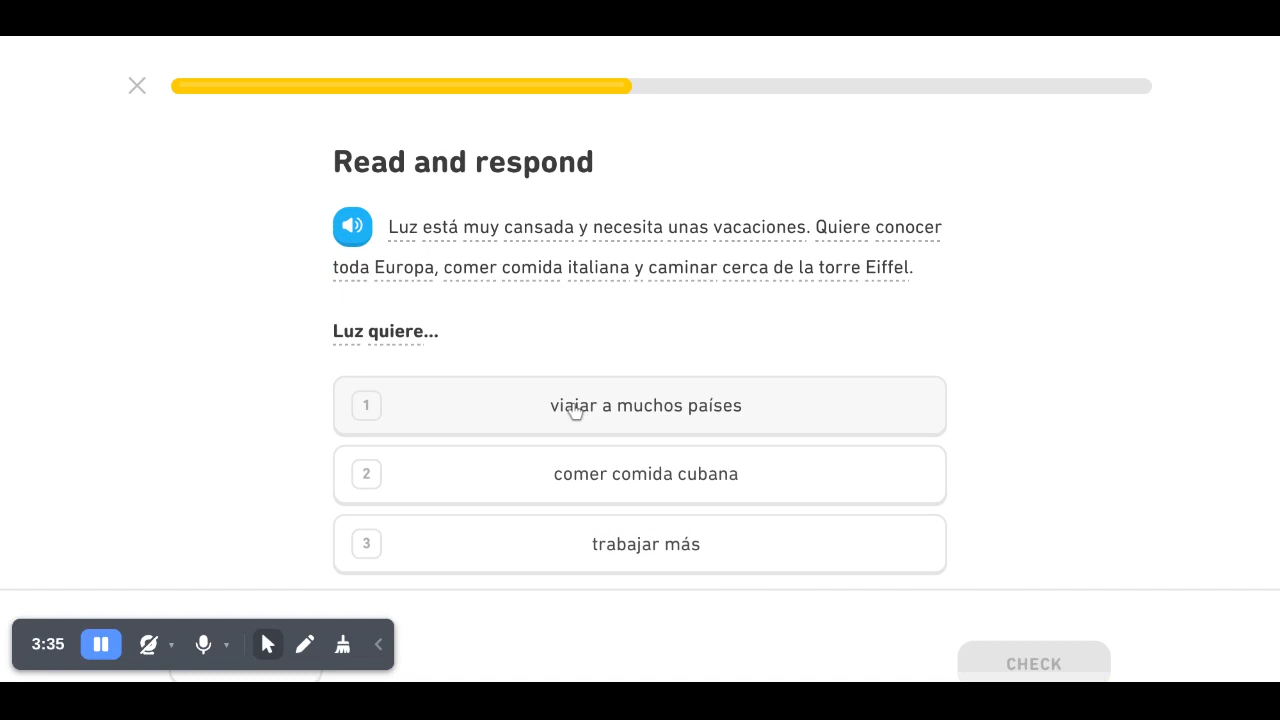 Read and respond
Luz está muy cansada y necesita unas vacaciones. Quiere conocer
toda Europa, comer comida italiana y caminar cerca de la torre Eiffel.
Luz quiere...
1 viajar a muchos países
2 comer comida cubana
3 trabajar más
3:35
CHECK